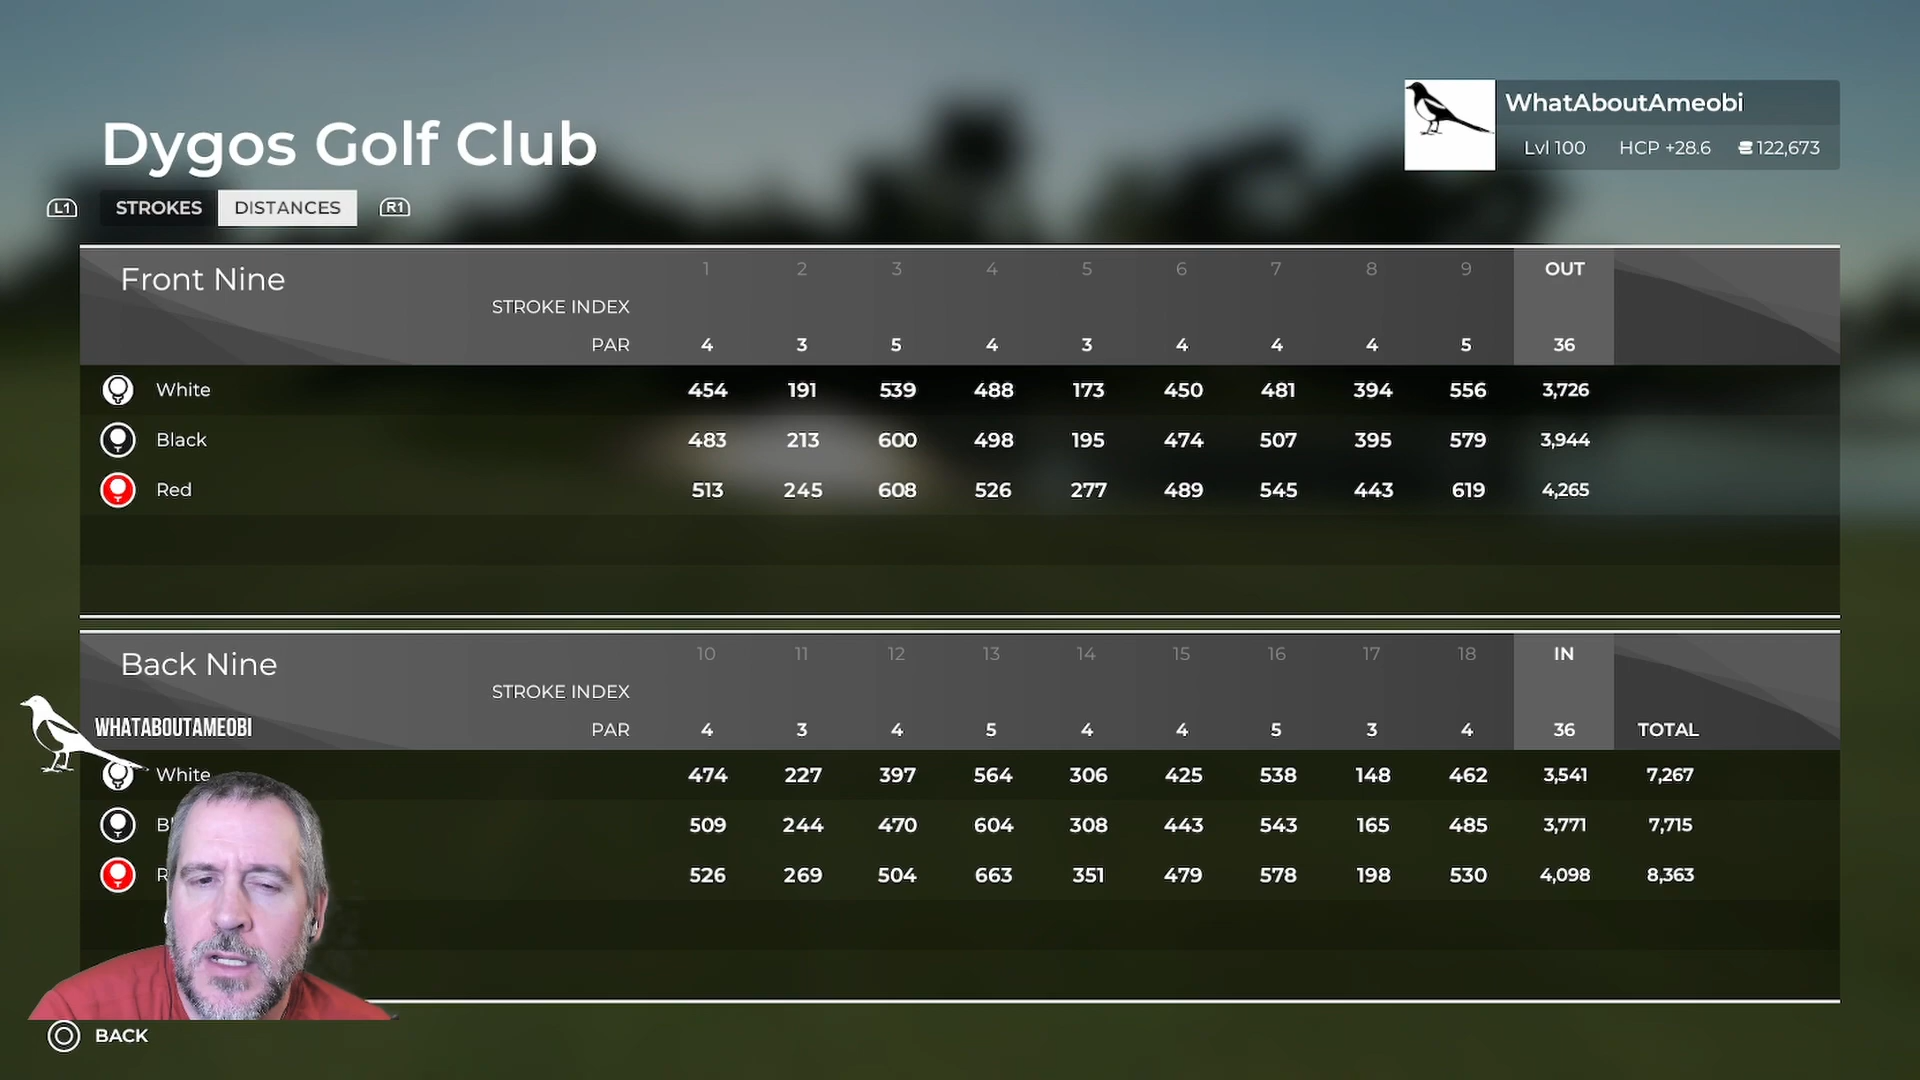 Dygos Golf Club
WhatAboutAmeobi
Lvl 100 HCP +28.6 122,673
L1 STROKES DISTANCES R1
Front Nine
1 2 3 4 5 6 7 8 9 OUT
STROKE INDEX
PAR 4 3 5 4 3 4 4 4 5 36
White 454 191 539 488 173 450 481 394 556 3,726
Black 483 213 600 498 195 474 507 395 579 3,944
Red 513 245 608 526 277 489 545 443 619 4,265
Back Nine
10 11 12 13 14 15 16 17 18 IN
STROKE INDEX
WHATABOUTAMEOBI
PAR 4 3 4 5 4 4 5 3 4 36 TOTAL
White 474 227 397 564 306 425 538 148 462 3,541 7,267
509 244 470 604 308 443 543 165 485 3,771 7,715
526 269 504 663 351 479 578 198 530 4,098 8,363
BACK